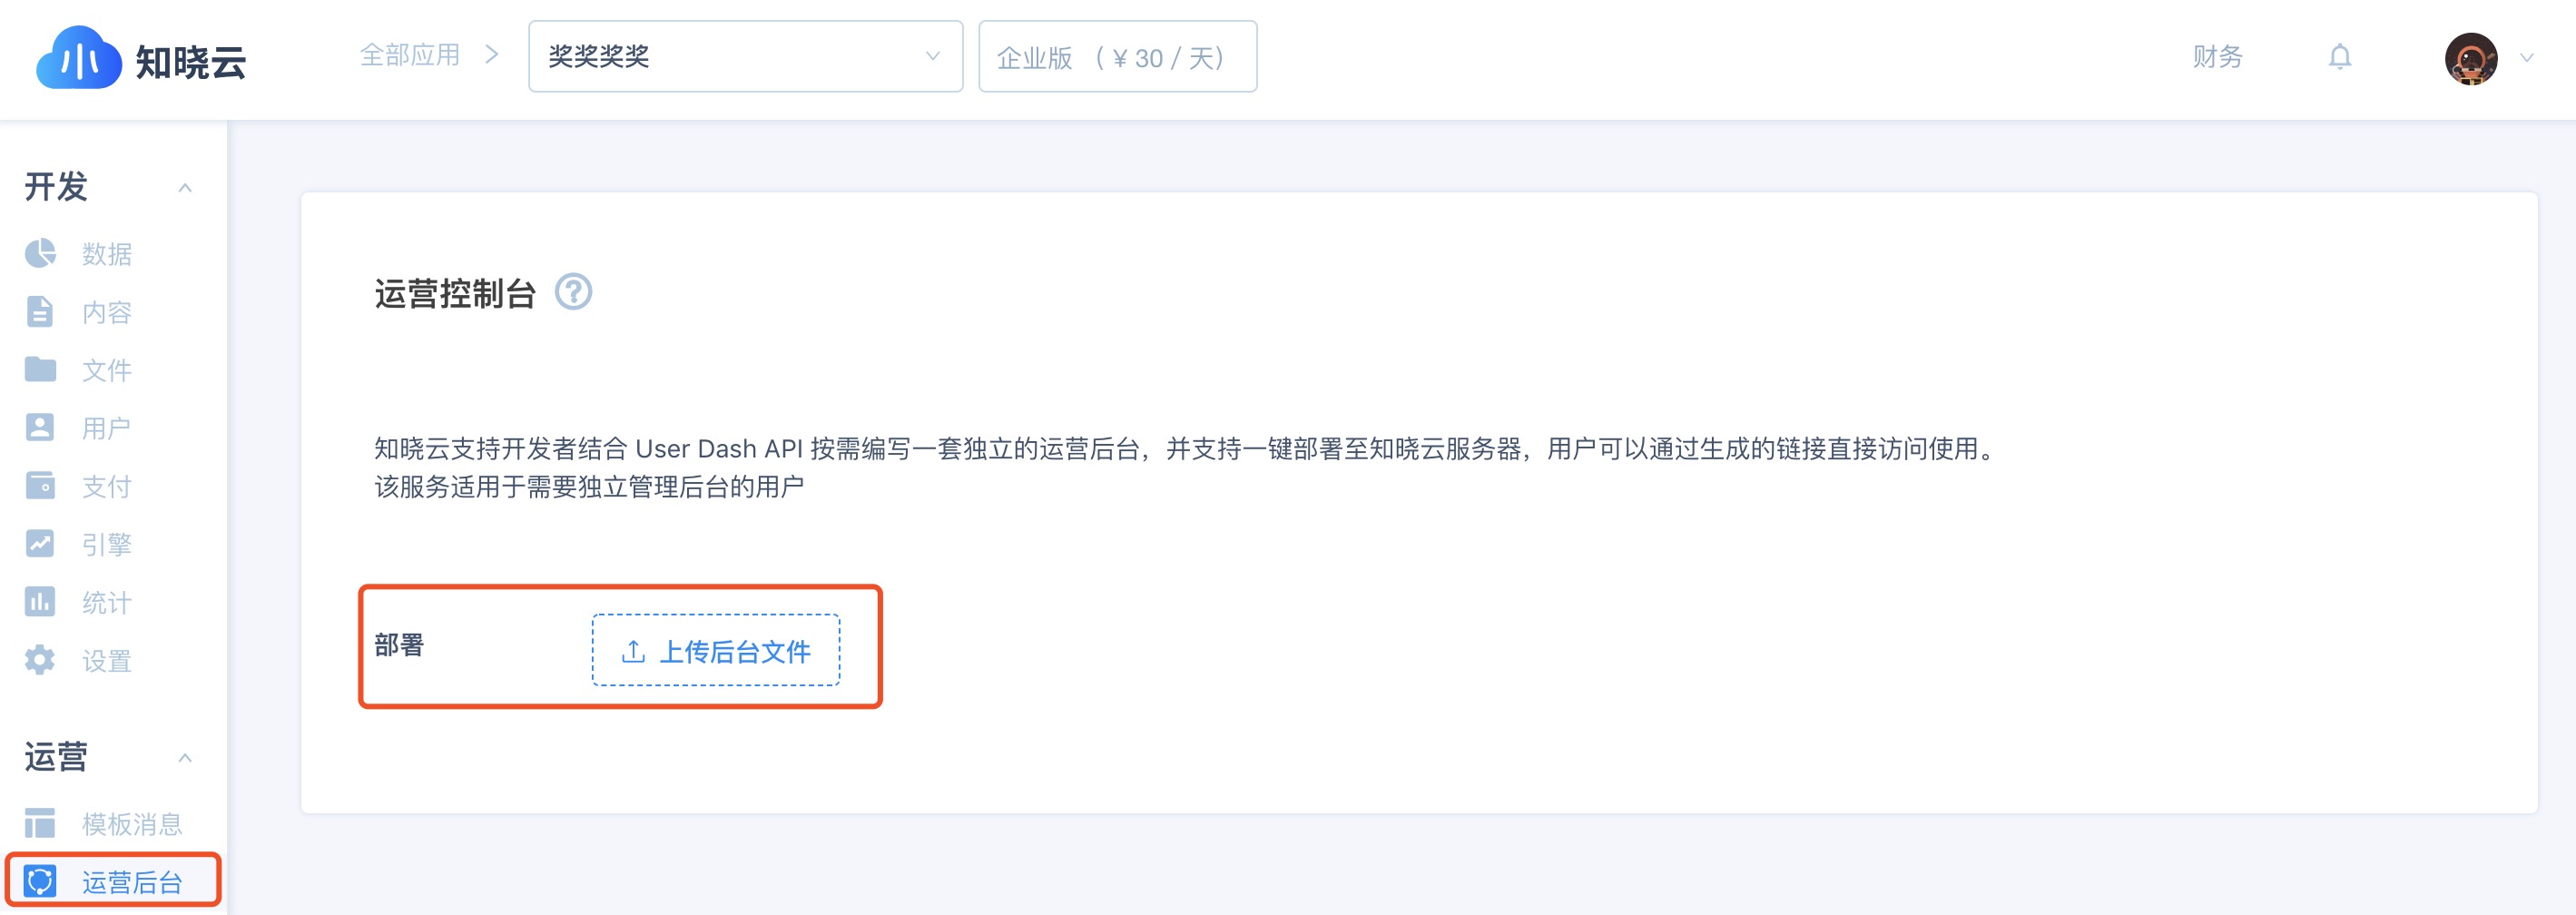 知晓云
全部应用
奖奖奖奖
企业版 （ ¥ 30 / 天）
财务
开发
数据
内容
文件
用户
支付
引擎
统计
设置
运营
模板消息
运营后台
运营控制台
知晓云支持开发者结合 User Dash API 按需编写一套独立的运营后台，并支持一键部署至知晓云服务器，用户可以通过生成的链接直接访问使用。
该服务适用于需要独立管理后台的用户
部署
上传后台文件